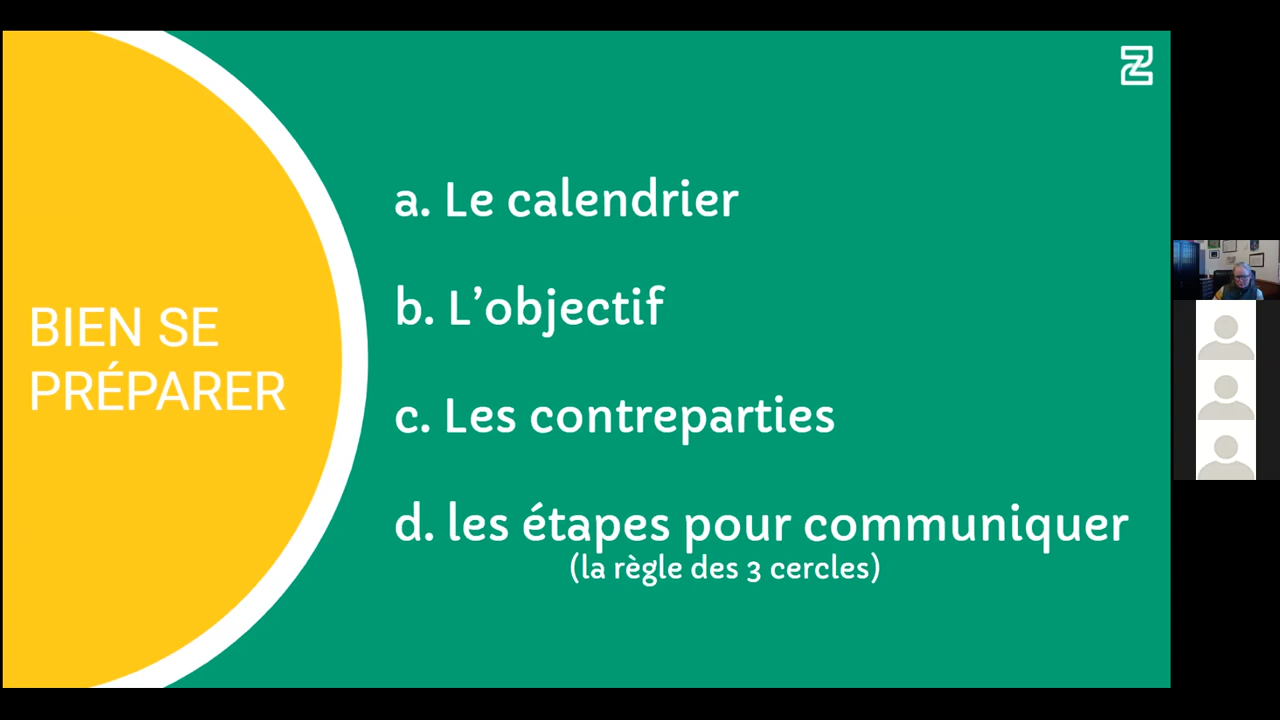 BIEN SE
PRÉPARER
a. Le calendrier
b. L’objectif
c. Les contreparties
d. les étapes pour communiquer
(la règle des 3 cercles)